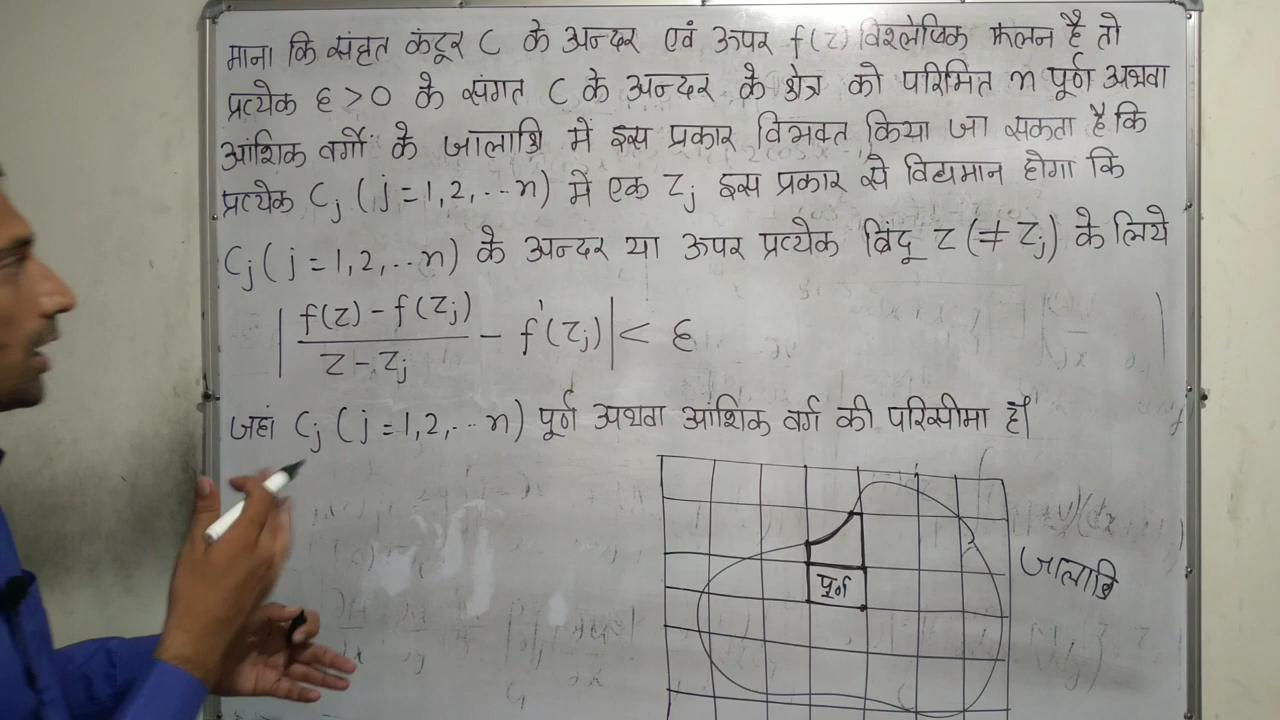 माना कि संहत कंटूर C के अन्दर एवं ऊपर f(z) विश्लेषिक फलन है तो
प्रत्येक ε > 0 के संगत C के अन्दर के क्षेत्र को परिमित n पूर्ण अथवा
आंशिक वर्गों के जालाक्षि में इस प्रकार विभक्त किया जा सकता है कि
प्रत्येक Cj (j = 1, 2, ... n) में एक Zj इस प्रकार से विद्यमान होगा कि
Cj (j = 1, 2, .. n) के अन्दर या ऊपर प्रत्येक बिंदू z (≠ Zj) के लिये
| (f(z) - f(zj)) / (z - zj) - f'(zj) | < ε
जहां Cj (j = 1, 2, ... n) पूर्ण अथवा आंशिक वर्ग की परिसीमा है।
पूर्ण
जालाक्षि